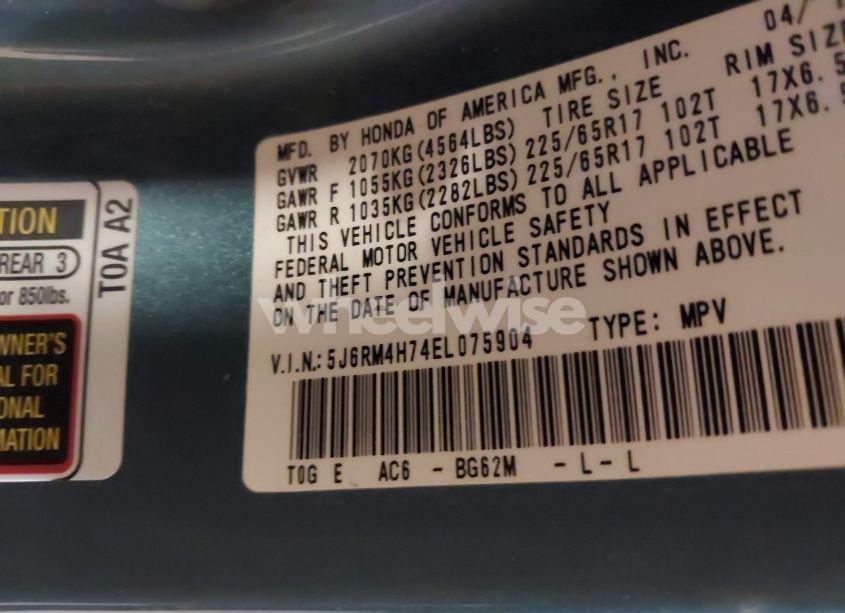 TION
REAR 3
or 850lbs.
WNER'S
AL FOR
ONAL
MATION
TOA A2
MFD. BY HONDA OF AMERICA MFG., INC. 04/
GVWR 2070KG(4564LBS) TIRE SIZE RIM SIZE
GAWR F 1055KG(2326LBS) 225/65R17 102T 17X6.5
GAWR R 1035KG(2282LBS) 225/65R17 102T 17X6.5
THIS VEHICLE CONFORMS TO ALL APPLICABLE
FEDERAL MOTOR VEHICLE SAFETY
AND THEFT PREVENTION STANDARDS IN EFFECT
ON THE DATE OF MANUFACTURE SHOWN ABOVE.
wheelwise
V.I.N.: 5J6RM4H74EL075904 TYPE: MPV
TOG E AC6 - BG62M - L - L